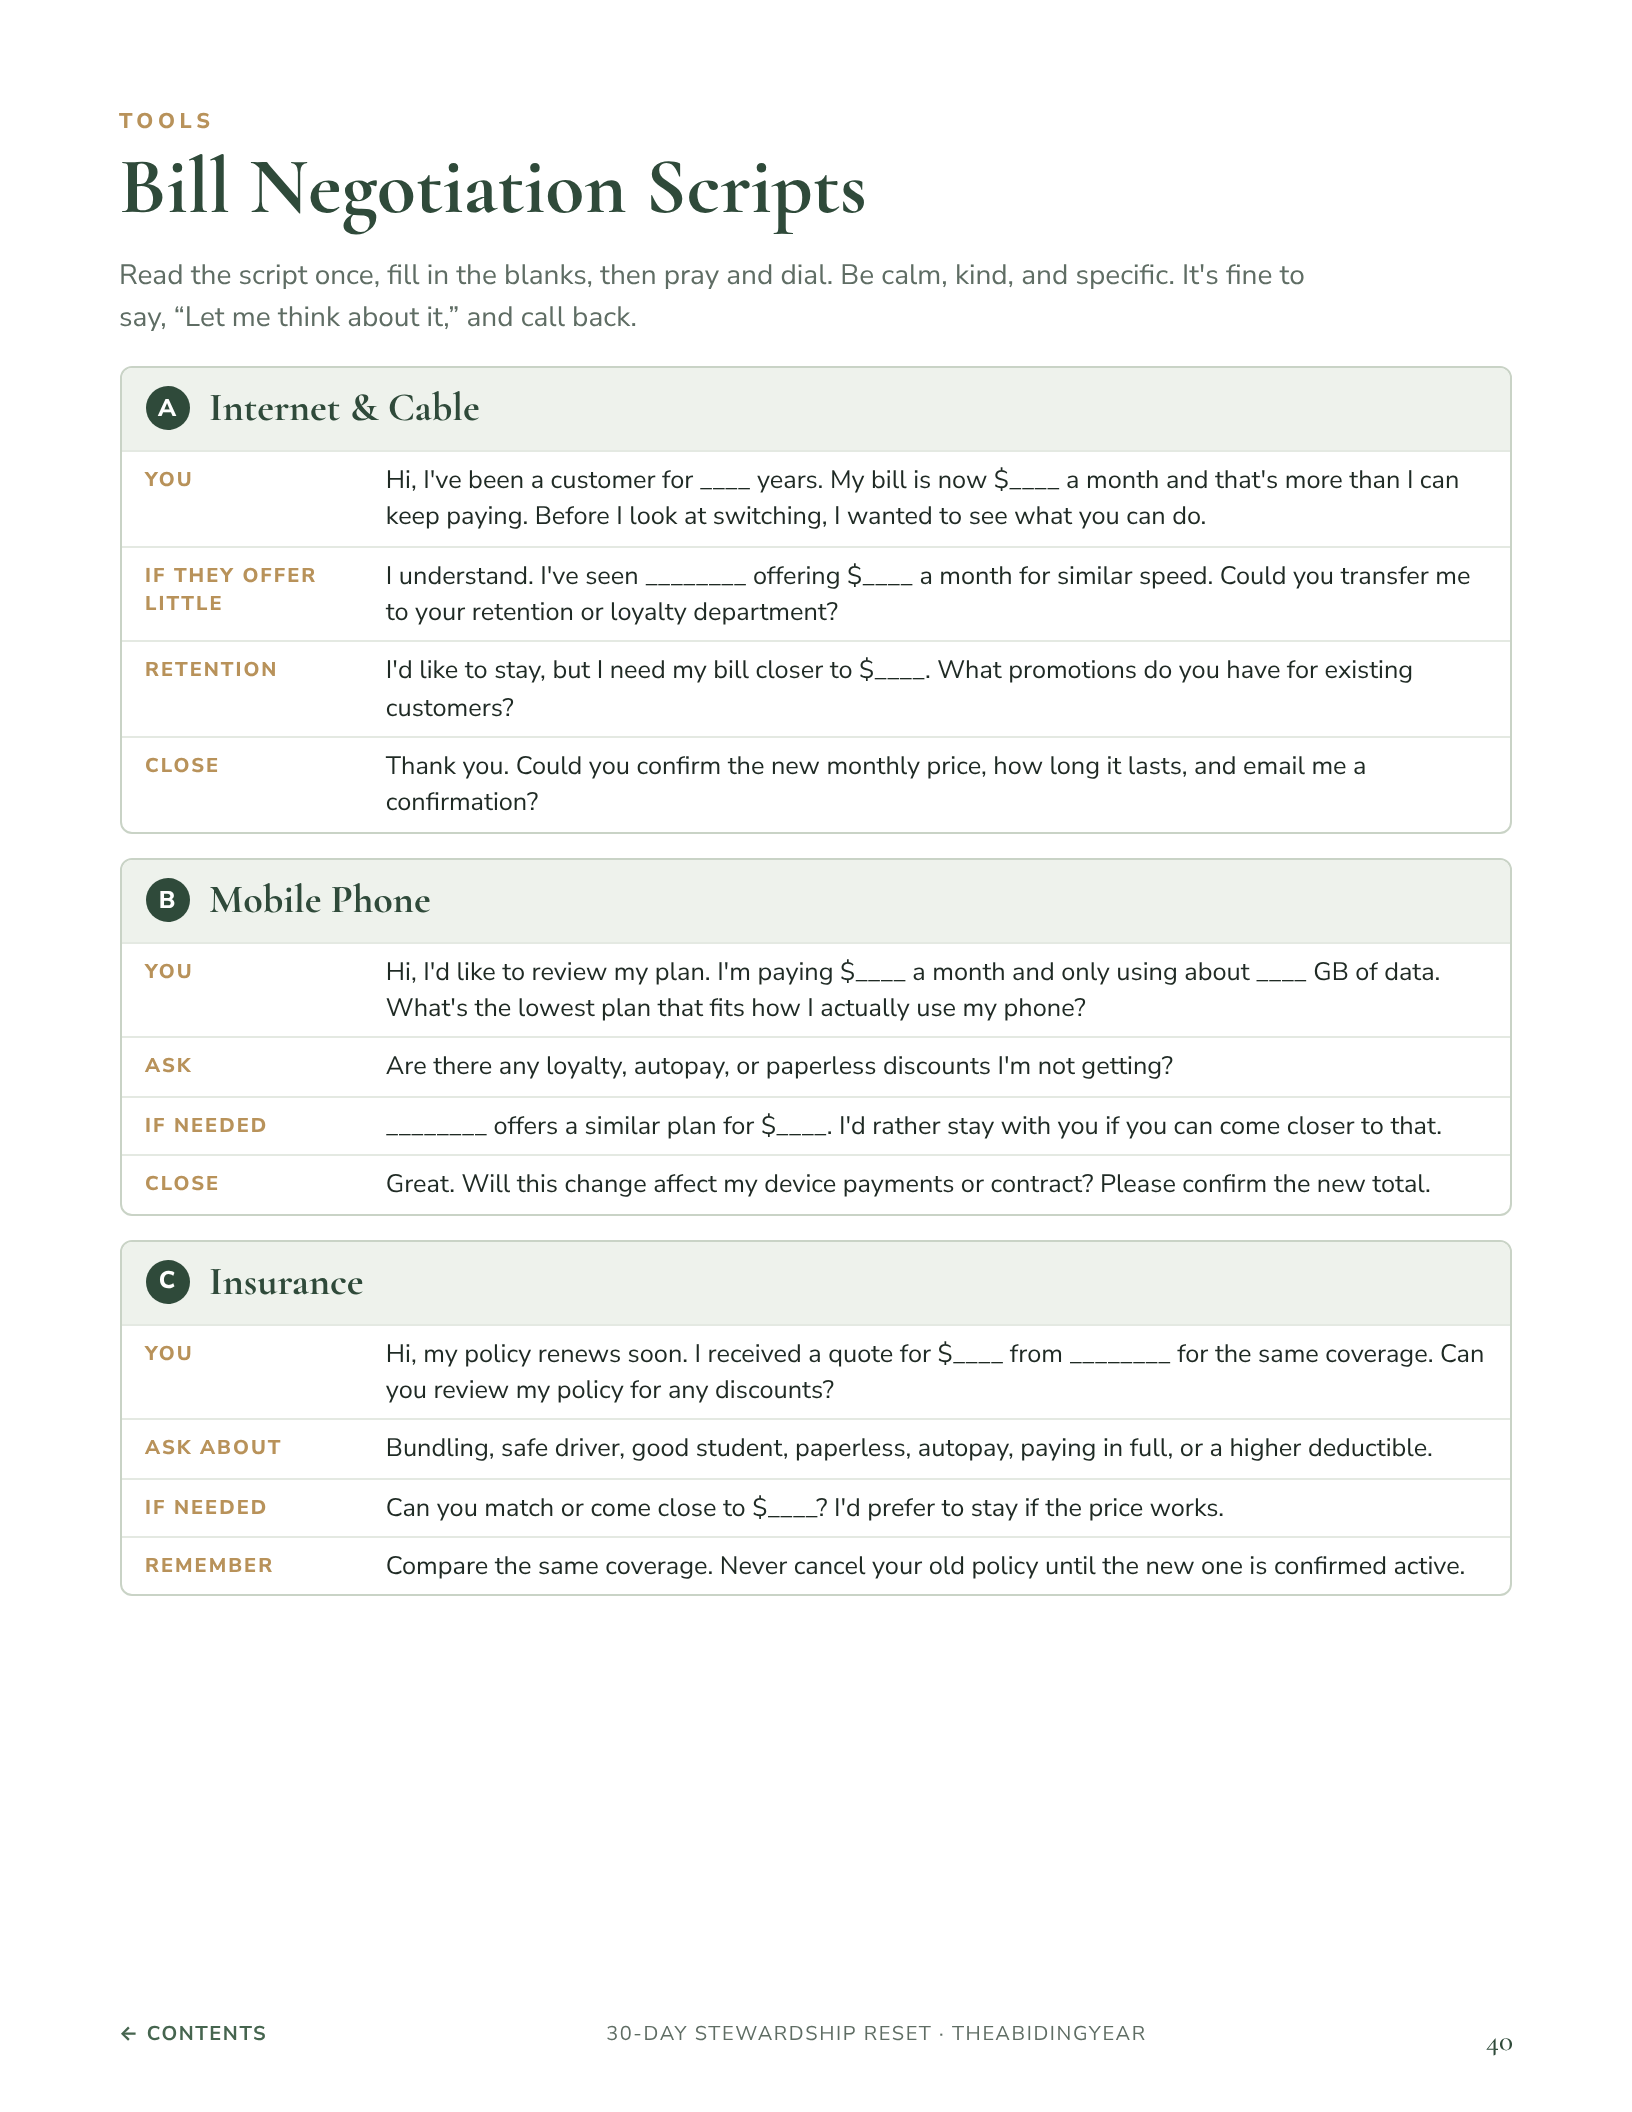 TOOLS
Bill Negotiation Scripts
Read the script once, fill in the blanks, then pray and dial. Be calm, kind, and specific. It's fine to
say, “Let me think about it,” and call back.
A Internet & Cable
YOU Hi, I've been a customer for ____ years. My bill is now $____ a month and that's more than I can
keep paying. Before I look at switching, I wanted to see what you can do.
IF THEY OFFER
LITTLE
I understand. I've seen ________ offering $____ a month for similar speed. Could you transfer me
to your retention or loyalty department?
RETENTION I'd like to stay, but I need my bill closer to $____. What promotions do you have for existing
customers?
CLOSE Thank you. Could you confirm the new monthly price, how long it lasts, and email me a
confirmation?
B Mobile Phone
YOU Hi, I'd like to review my plan. I'm paying $____ a month and only using about ____ GB of data.
What's the lowest plan that fits how I actually use my phone?
ASK Are there any loyalty, autopay, or paperless discounts I'm not getting?
IF NEEDED ________ offers a similar plan for $____. I'd rather stay with you if you can come closer to that.
CLOSE Great. Will this change affect my device payments or contract? Please confirm the new total.
C Insurance
YOU Hi, my policy renews soon. I received a quote for $____ from ________ for the same coverage. Can
you review my policy for any discounts?
ASK ABOUT Bundling, safe driver, good student, paperless, autopay, paying in full, or a higher deductible.
IF NEEDED Can you match or come close to $____? I'd prefer to stay if the price works.
REMEMBER Compare the same coverage. Never cancel your old policy until the new one is confirmed active.
← CONTENTS 30-DAY STEWARDSHIP RESET · THEABIDINGYEAR 40